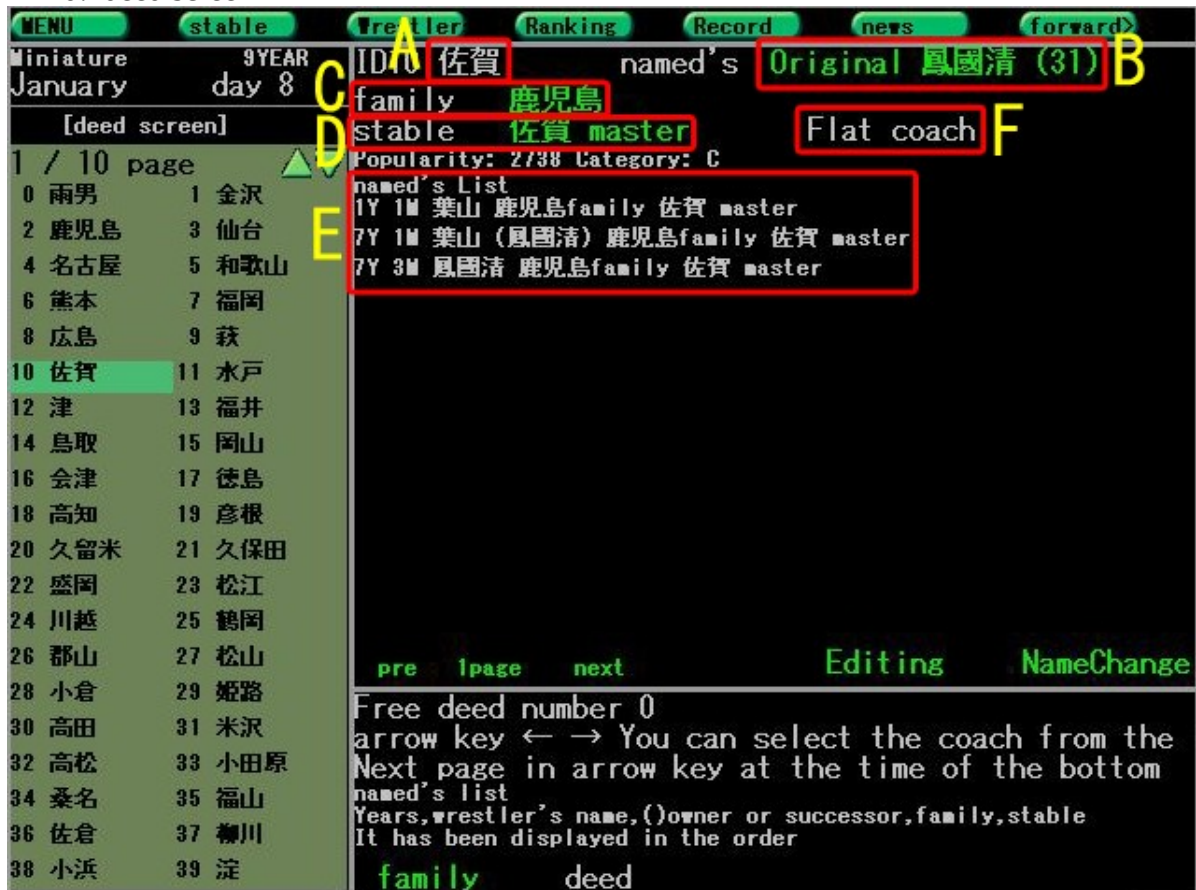 MENU stable Wrestler Ranking Record news forward>
A
B
Miniature 9YEAR
January day 8
[deed screen]
1 / 10 page
0 雨男 1 金沢
2 鹿児島 3 仙台
4 名古屋 5 和歌山
6 熊本 7 福岡
8 広島 9 萩
10 佐賀 11 水戸
12 津 13 福井
14 鳥取 15 岡山
16 会津 17 徳島
18 高知 19 彦根
20 久留米 21 久保田
22 盛岡 23 松江
24 川越 25 鶴岡
26 郡山 27 松山
28 小倉 29 姫路
30 高田 31 米沢
32 高松 33 小田原
34 桑名 35 福山
36 佐倉 37 柳川
38 小浜 39 淀
ID10 佐賀 named's Original 鳳國清 (31)
C
family 鹿児島
D
stable 佐賀 master Flat coach F
Popularity: 2738 Category: C
E
named's List
1Y 1M 葉山 鹿児島family 佐賀 master
7Y 1M 葉山 (鳳國清) 鹿児島family 佐賀 master
7Y 3M 鳳國清 鹿児島family 佐賀 master
pre 1page next Editing NameChange
Free deed number 0
arrow key ← → You can select the coach from the
Next page in arrow key at the time of the bottom
named's list
Years,wrestler's name,()owner or successor,family,stable
It has been displayed in the order
family deed